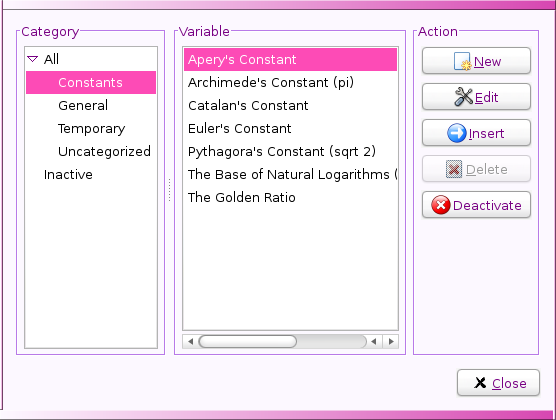 Category
All
Constants
General
Temporary
Uncategorized
Inactive
Variable
Apery's Constant
Archimede's Constant (pi)
Catalan's Constant
Euler's Constant
Pythagora's Constant (sqrt 2)
The Base of Natural Logarithms (
The Golden Ratio
Action
New
Edit
Insert
Delete
Deactivate
Close